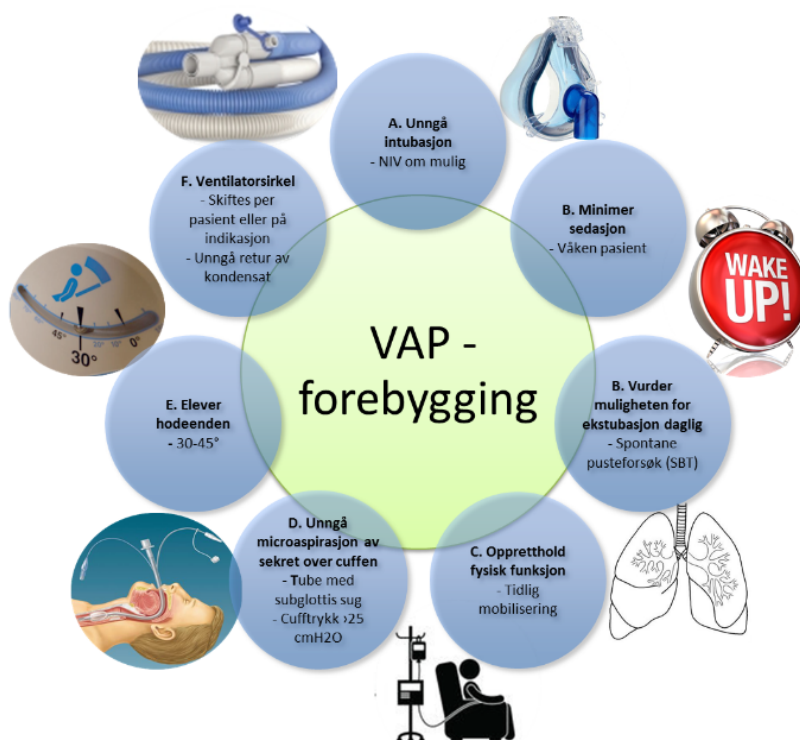 A. Unngå
intubasjon
- NIV om mulig
B. Minimer
sedasjon
- Våken pasient
WAKE
UP!
B. Vurder
muligheten for
ekstubasjon daglig
- Spontane
pusteforsøk (SBT)
C. Oppretthold
fysisk funksjon
- Tidlig
mobilisering
D. Unngå
microaspirasjon av
sekret over cuffen
- Tube med
subglottis sug
- Cufftrykk >25
cmH2O
E. Elever
hodeenden
- 30-45°
45°
30°
0°
F. Ventilatorsirkel
- Skiftes per
pasient eller på
indikasjon
- Unngå retur av
kondensat
VAP -
forebygging